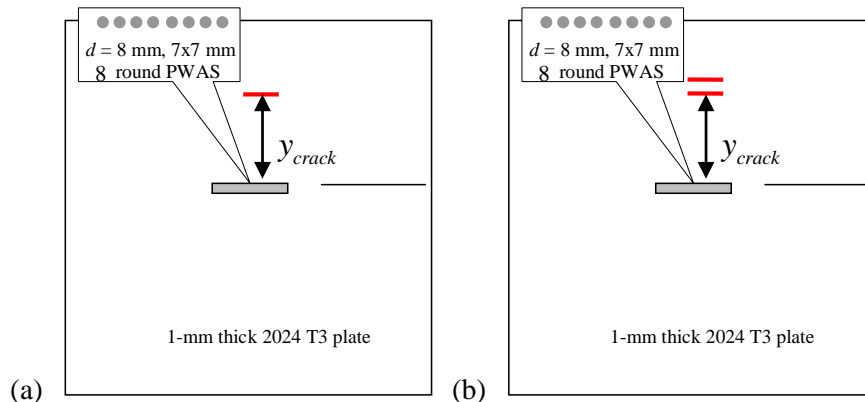 d = 8 mm, 7x7 mm
8 round PWAS
y_crack
1-mm thick 2024 T3 plate
(a)
d = 8 mm, 7x7 mm
8 round PWAS
y_crack
1-mm thick 2024 T3 plate
(b)